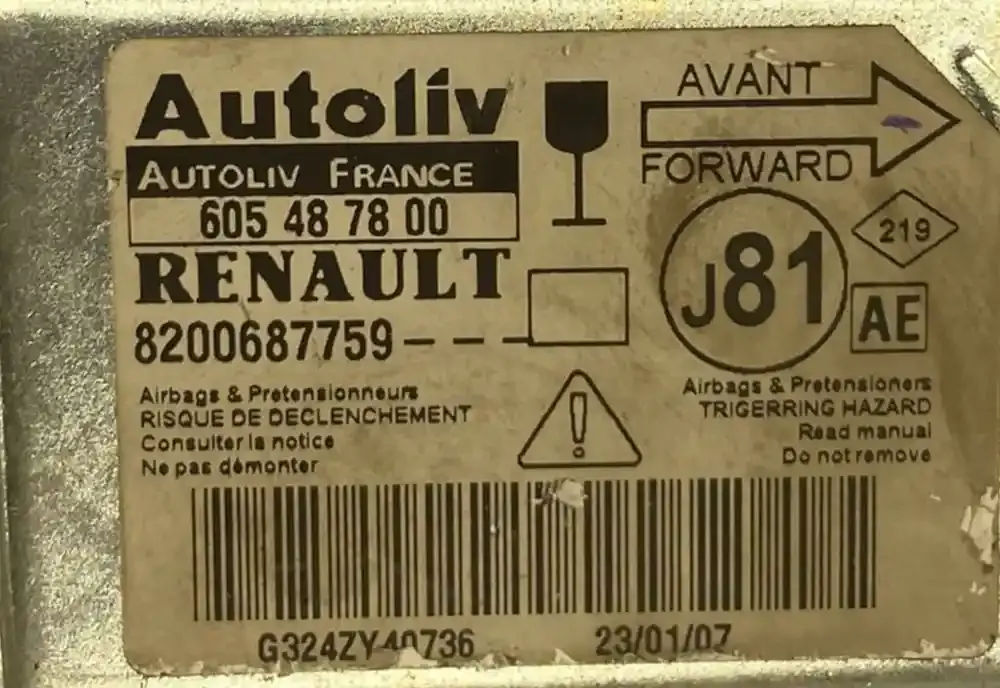 Autoliv
AUTOLIV FRANCE
605 48 78 00
RENAULT
8200687759
AVANT
FORWARD
J81
219
AE
Airbags & Pretensionneurs
RISQUE DE DECLENCHEMENT
Consulter la notice
Ne pas démonter
Airbags & Pretensioners
TRIGERRING HAZARD
Read manual
Do not remove
G324ZY40736
23/01/07